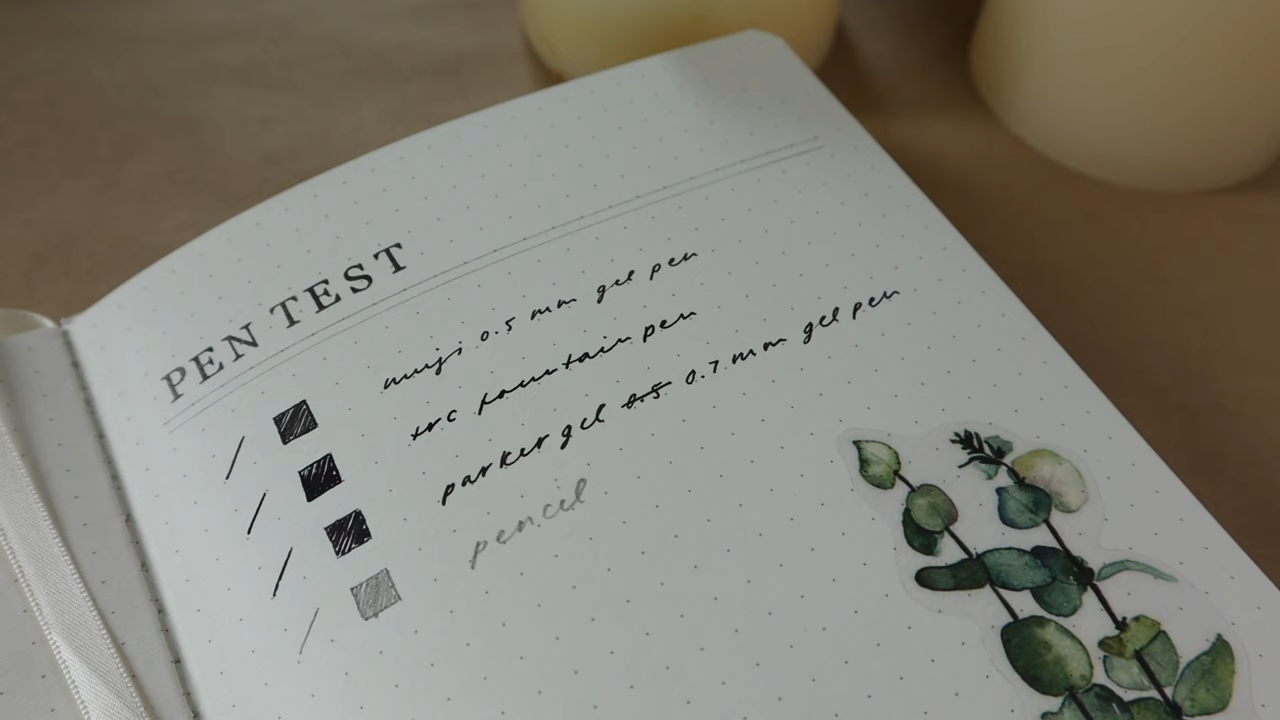 PEN TEST
muji 0.5 mm gel pen
fountain pen
parker gel 0.5 0.7 mm gel pen
pencil